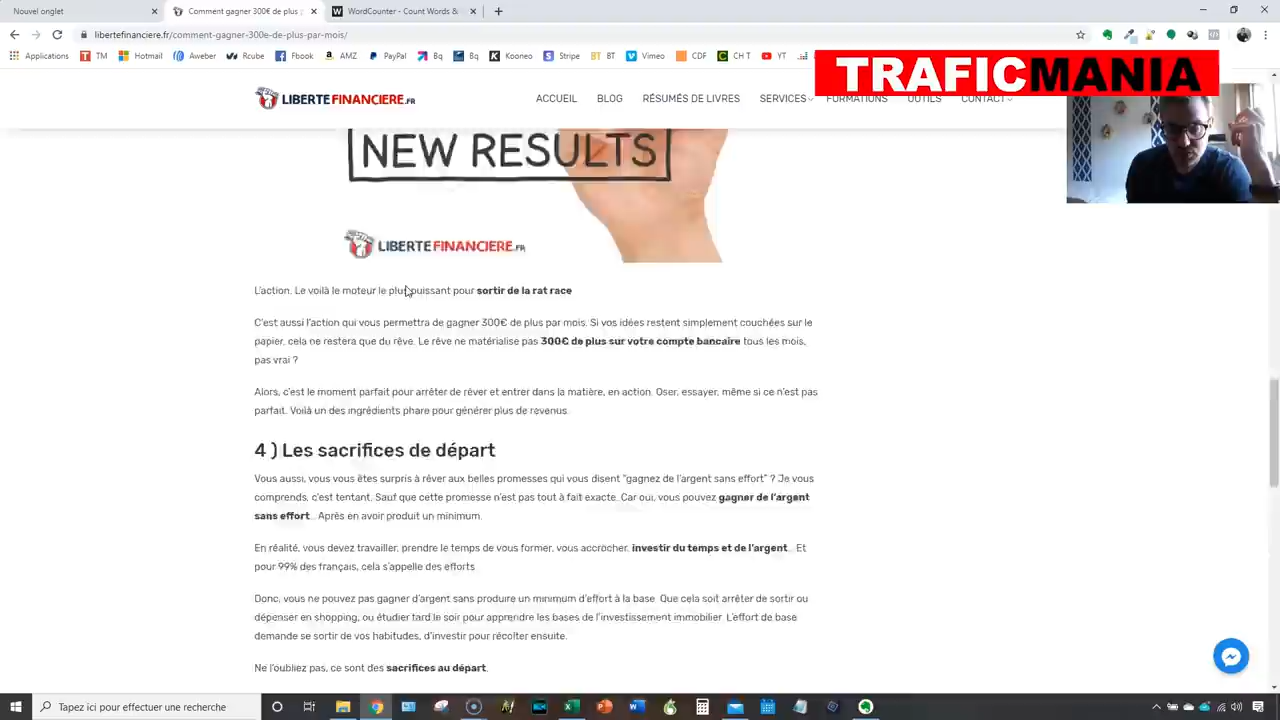 Nouvel onglet
Comment gagner 300€ de plus
WordCounter - Count Words &
libertefinanciere.fr/comment-gagner-300e-de-plus-par-mois/
Applications TM Hotmail Aweber Rcube Fbook AMZ PayPal Bq Bq Kooneo Stripe BT BT Vimeo CDF CH T YT
TRAFICMANIA
LIBERTEFINANCIERE.FR
ACCUEIL BLOG RÉSUMÉS DE LIVRES SERVICES FORMATIONS OUTILS CONTACT
NEW RESULTS
LIBERTEFINANCIERE.FR
L'action. Le voilà le moteur le plus puissant pour sortir de la rat race
C'est aussi l'action qui vous permettra de gagner 300€ de plus par mois. Si vos idées restent simplement couchées sur le
papier, cela ne restera que du rêve. Le rêve ne matérialise pas 300€ de plus sur votre compte bancaire tous les mois,
pas vrai ?
Alors, c'est le moment parfait pour arrêter de rêver et entrer dans la matière, en action. Oser, essayer, même si ce n'est pas
parfait. Voilà un des ingrédients phare pour générer plus de revenus.
4 ) Les sacrifices de départ
Vous aussi, vous vous êtes surpris à rêver aux belles promesses qui vous disent "gagnez de l'argent sans effort" ? Je vous
comprends, c'est tentant. Sauf que cette promesse n'est pas tout à fait exacte. Car oui, vous pouvez gagner de l'argent
sans effort... Après en avoir produit un minimum.
En réalité, vous devez travailler, prendre le temps de vous former, vous accrocher, investir du temps et de l'argent... Et
pour 99% des français, cela s'appelle des efforts
Donc, vous ne pouvez pas gagner d'argent sans produire un minimum d'effort à la base. Que cela soit arrêter de sortir ou
dépenser en shopping, ou étudier tard le soir pour apprendre les bases de l'investissement immobilier. L'effort de base
demande se sortir de vos habitudes, d'investir pour récolter ensuite.
Ne l'oubliez pas, ce sont des sacrifices au départ.
Tapez ici pour effectuer une recherche